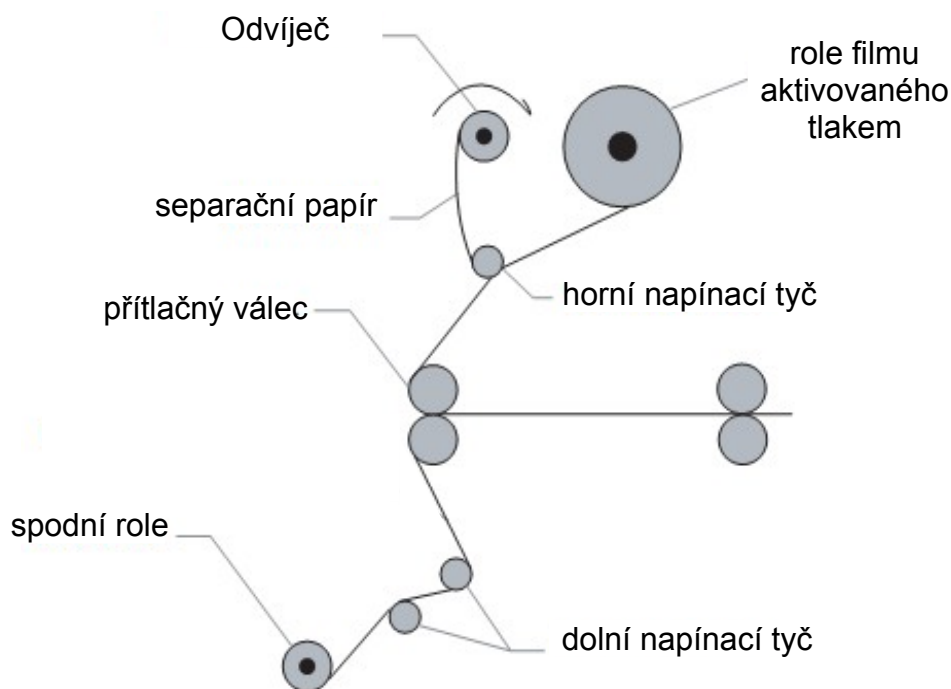 Odvíječ
role filmu
aktivovaného
tlakem
separační papír
horní napínací tyč
přítlačný válec
spodní role
dolní napínací tyč